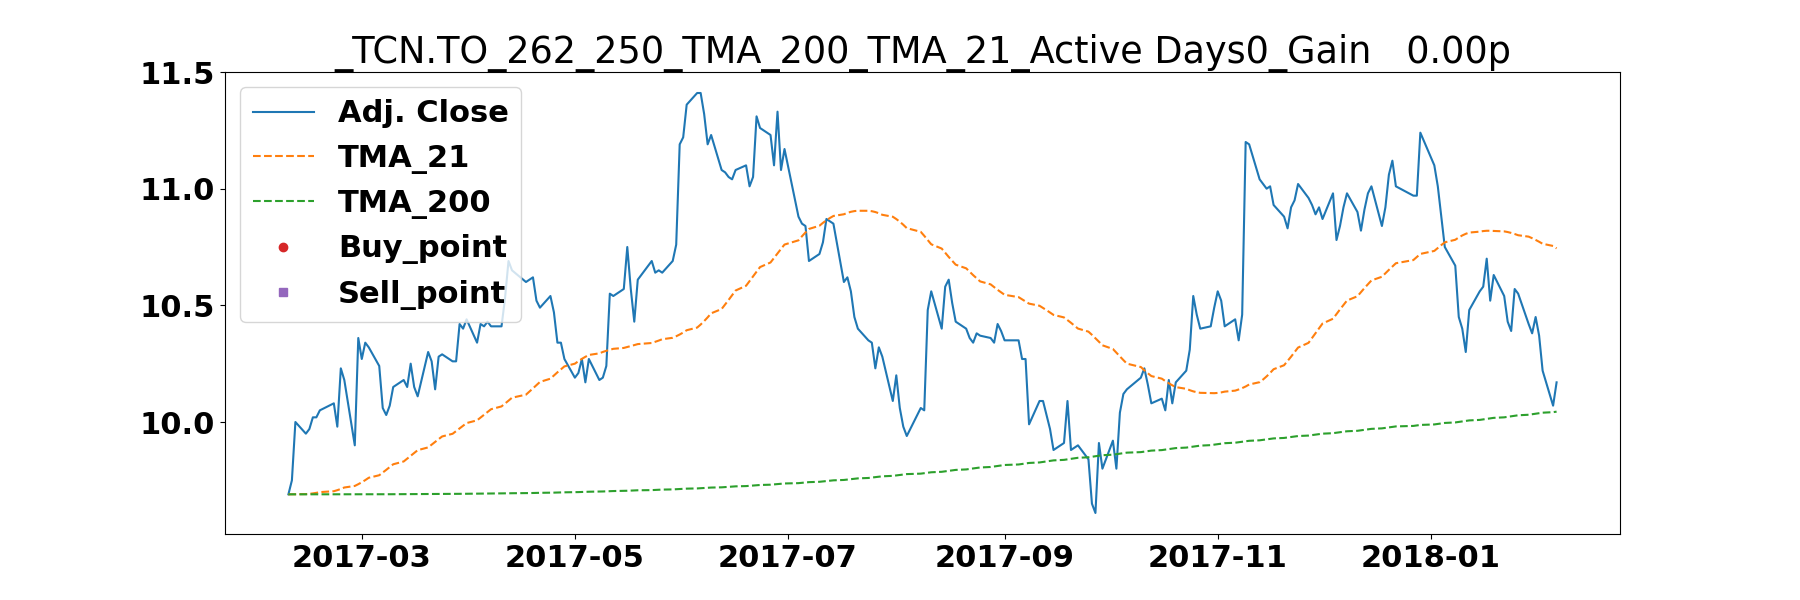 _TCN.TO_262_250_TMA_200_TMA_21_Active Days0_Gain   0.00p
11.5
11.0
10.5
10.0
Adj. Close
TMA_21
TMA_200
Buy_point
Sell_point
2017-03 2017-05 2017-07 2017-09 2017-11 2018-01